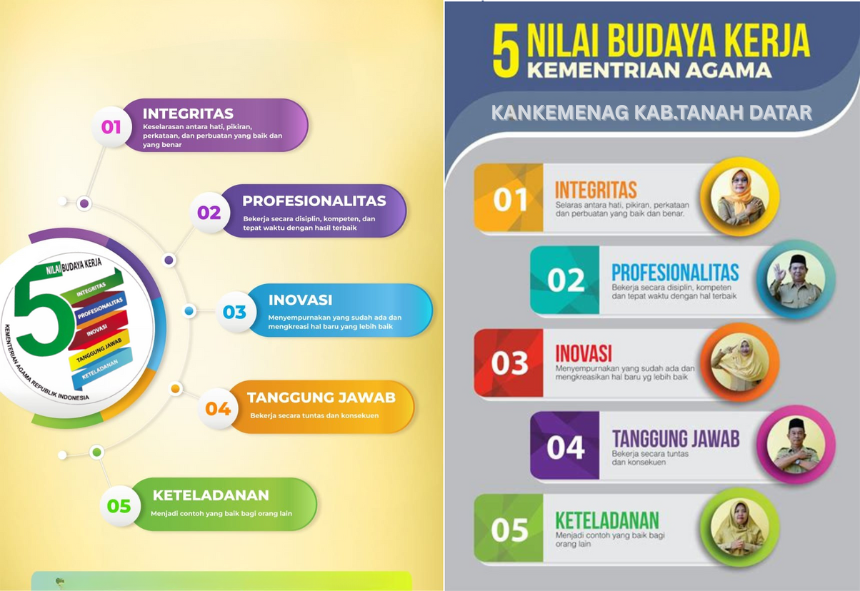 01
INTEGRITAS
Keselarasan antara hati, pikiran,
perkataan, dan perbuatan yang baik dan
yang benar
02
PROFESIONALITAS
Bekerja secara disiplin, kompeten, dan
tepat waktu dengan hasil terbaik
NILAI BUDAYA KERJA
5
INTEGRITAS
PROFESIONALITAS
INOVASI
TANGGUNG JAWAB
KETELADANAN
KEMENTERIAN AGAMA REPUBLIK INDONESIA
03
INOVASI
Menyempurnakan yang sudah ada dan
mengkreasi hal baru yang lebih baik
04
TANGGUNG JAWAB
Bekerja secara tuntas dan konsekuen
05
KETELADANAN
Menjadi contoh yang baik bagi orang lain
5 NILAI BUDAYA KERJA
KEMENTRIAN AGAMA
KANKEMENAG KAB.TANAH DATAR
01
INTEGRITAS
Selaras antara hati, pikiran, perkataan
dan perbuatan yang baik dan benar.
02
PROFESIONALITAS
Bekerja secara disiplin, kompeten
dan tepat waktu dengan hal terbaik
03
INOVASI
Menyempurnakan yang sudah ada dan
mengkreasikan hal baru yg lebih baik
04
TANGGUNG JAWAB
Bekerja secara tuntas
dan konsekuen
05
KETELADANAN
Menjadi contoh yang baik bagi
orang lain